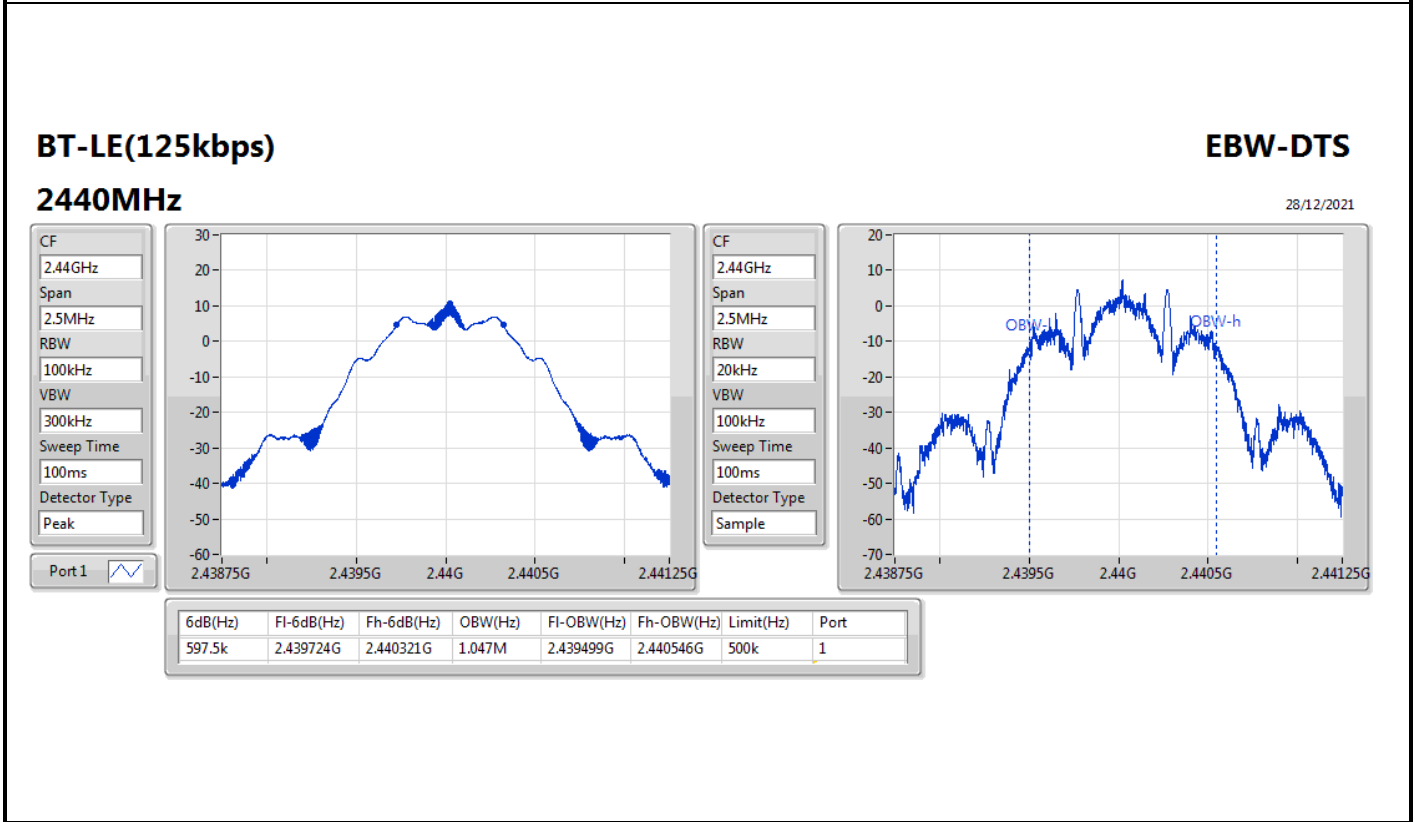 BT-LE(125kbps)
EBW-DTS
2440MHz
28/12/2021
CF
2.44GHz
Span
2.5MHz
RBW
100kHz
VBW
300kHz
Sweep Time
100ms
Detector Type
Peak
Port 1
30
20
10
0
-10
-20
-30
-40
-50
-60
2.43875G 2.4395G 2.44G 2.4405G 2.44125G
CF
2.44GHz
Span
2.5MHz
RBW
20kHz
VBW
100kHz
Sweep Time
100ms
Detector Type
Sample
20
10
0
-10
-20
-30
-40
-50
-60
-70
OBW-l OBW-h
2.43875G 2.4395G 2.44G 2.4405G 2.44125G
6dB(Hz) Fl-6dB(Hz) Fh-6dB(Hz) OBW(Hz) Fl-OBW(Hz) Fh-OBW(Hz) Limit(Hz) Port
597.5k 2.439724G 2.440321G 1.047M 2.439499G 2.440546G 500k 1